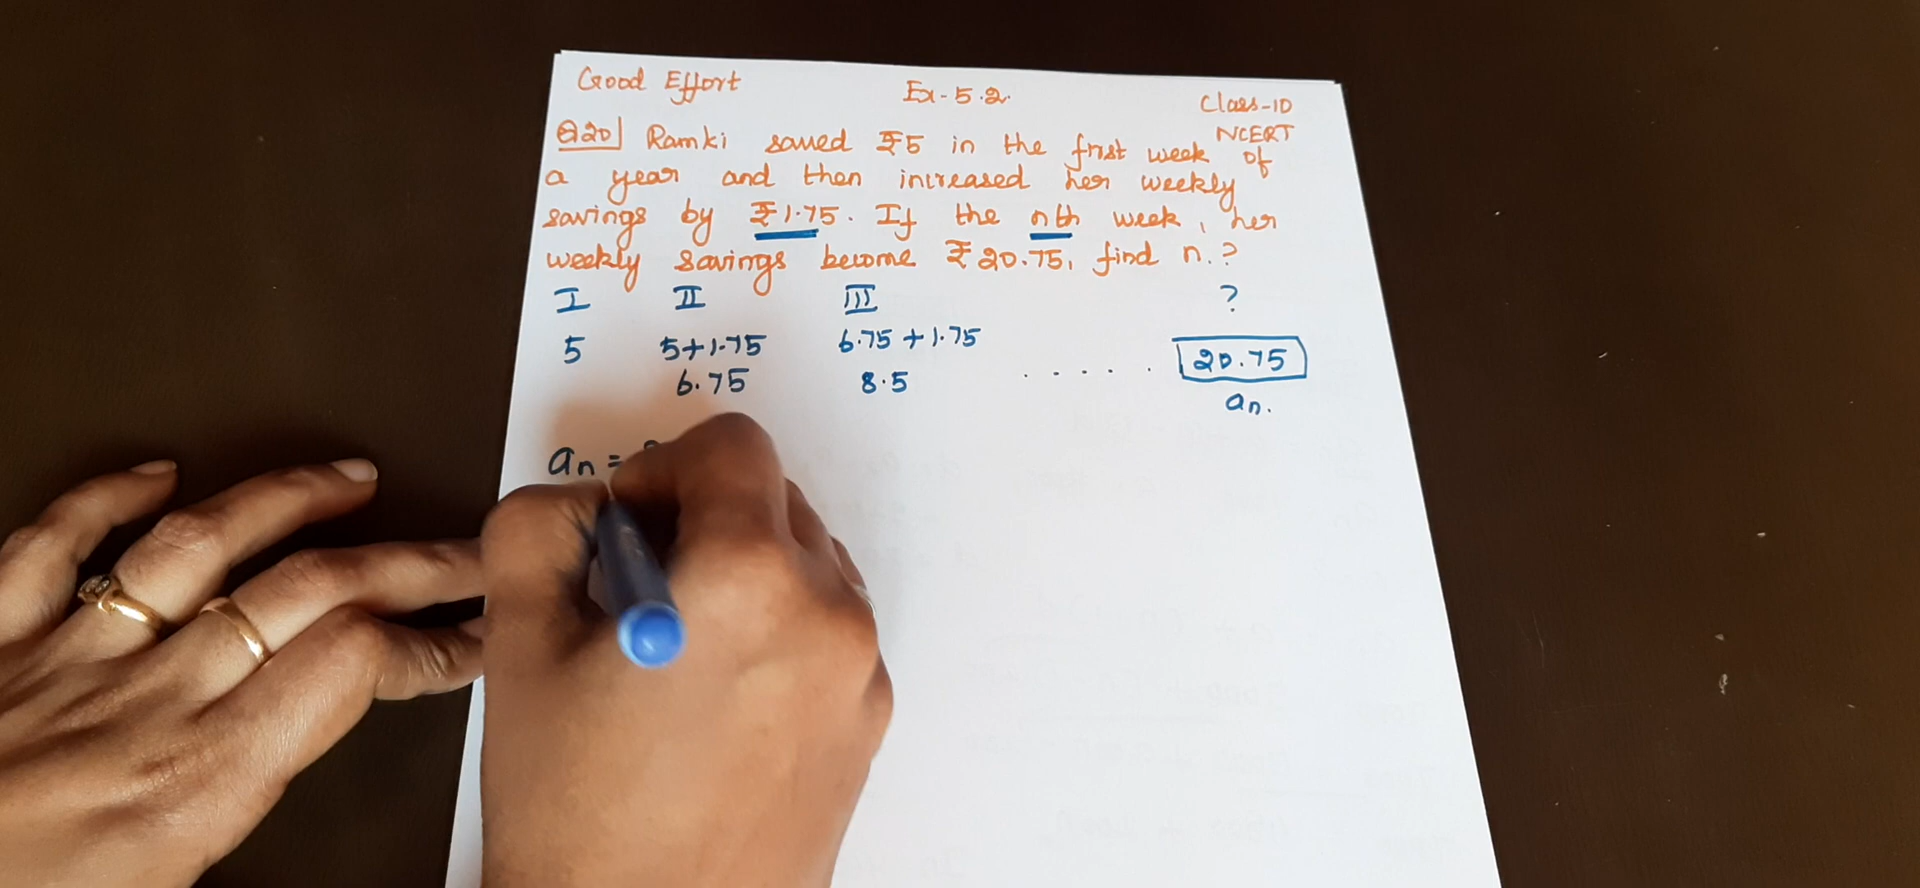 Good Effort Ex-5.2. Class-10
NCERT
Q20 Ramki saved ₹5 in the frist week of
a year and then increased her weekly
savings by ₹1.75. If the nth week, her
weekly savings become ₹20.75, find n.?
I II III ?
5 5+1.75 6.75+1.75 20.75
6.75 8.5 . . . . . an.
an =